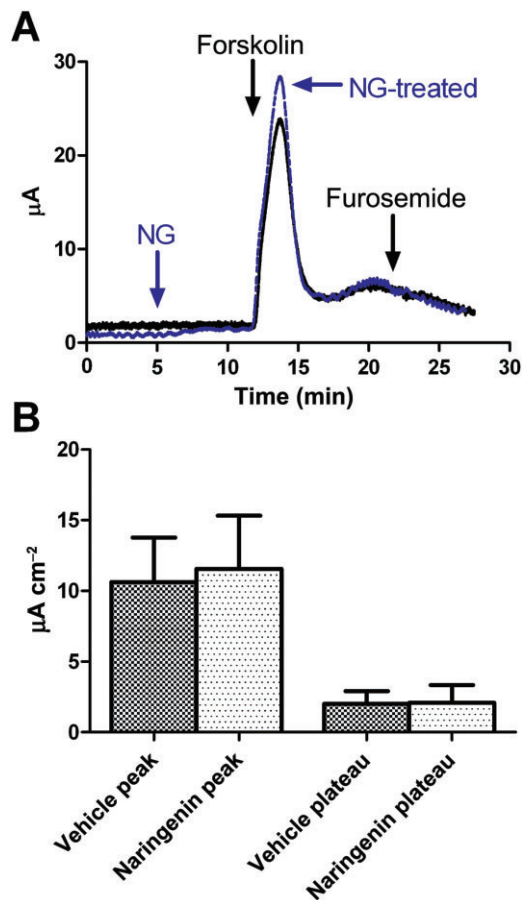 A
Forskolin
NG-treated
Furosemide
NG
μA
30
20
10
0
0 5 10 15 20 25 30
Time (min)
B
μA cm⁻²
20
15
10
5
0
Vehicle peak
Naringenin peak
Vehicle plateau
Naringenin plateau